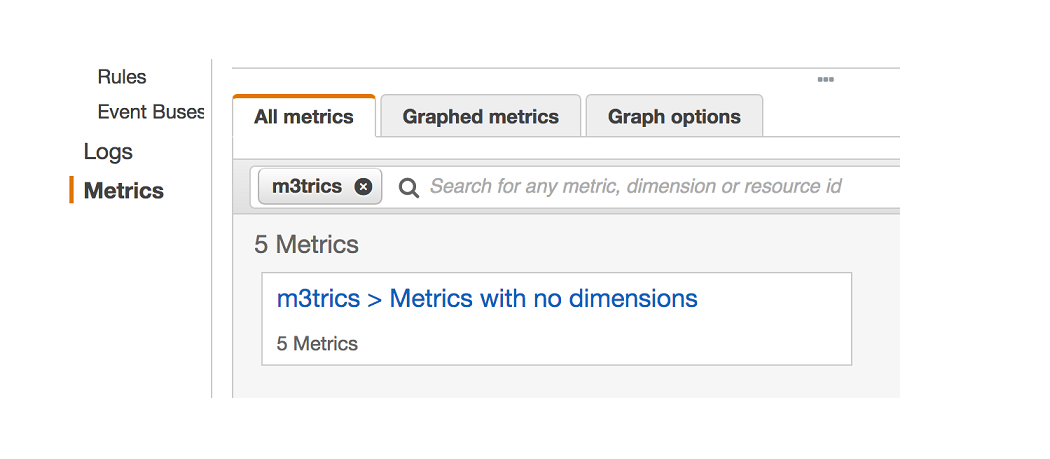 Rules
Event Buses
Logs
Metrics
All metrics
Graphed metrics
Graph options
m3trics
Search for any metric, dimension or resource id
5 Metrics
m3trics > Metrics with no dimensions
5 Metrics